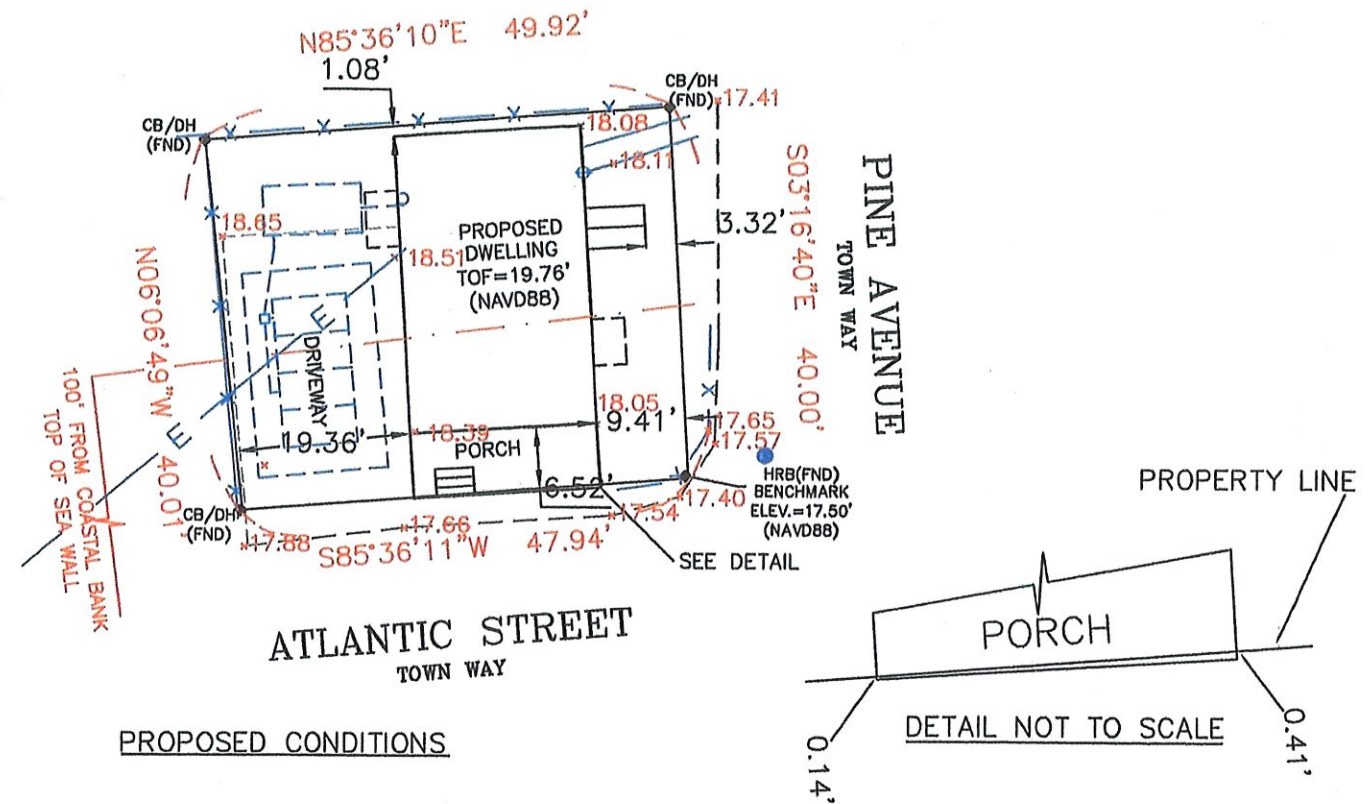 N85°36'10"E 49.92'
1.08'
CB/DH
(FND)
17.41
CB/DH
(FND)
18.08
18.11
S03°16'40"E 40.00'
PINE AVENUE
TOWN WAY
18.65
PROPOSED
DWELLING
TOF=19.76'
(NAVD88)
3.32'
18.51
N06°06'49"W 40.01'
E
DRIVEWAY
E
100' FROM COASTAL BANK
TOP OF SEA WALL
18.05
9.41'
17.65
17.57
19.36'
18.39
PORCH
HRB(FND)
BENCHMARK
ELEV.=17.50'
(NAVD88)
6.52'
17.40
CB/DH
(FND)
17.54
17.66
17.88
S85°36'11"W 47.94'
SEE DETAIL
PROPERTY LINE
ATLANTIC STREET
TOWN WAY
PORCH
PROPOSED CONDITIONS
DETAIL NOT TO SCALE
0.14'
0.41'